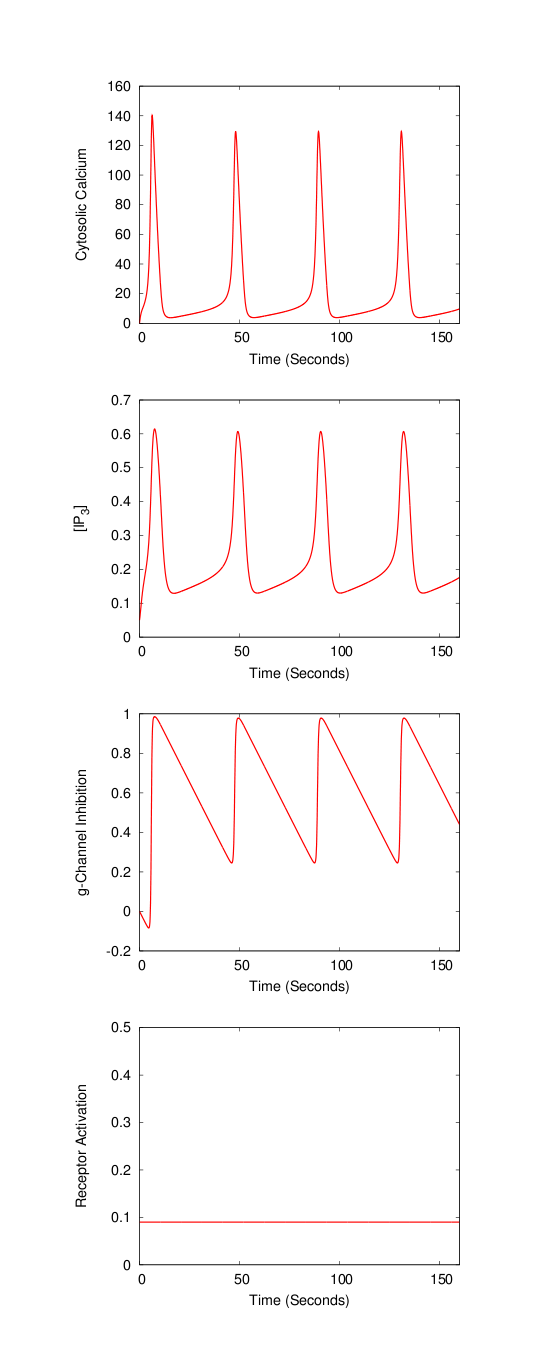 160
140
120
100
80
60
40
20
0
Cytosolic Calcium
0 50 100 150
Time (Seconds)
0.7
0.6
0.5
0.4
0.3
0.2
0.1
0
[IP3]
0 50 100 150
Time (Seconds)
1
0.8
0.6
0.4
0.2
0
-0.2
g-Channel Inhibition
0 50 100 150
Time (Seconds)
0.5
0.4
0.3
0.2
0.1
0
Receptor Activation
0 50 100 150
Time (Seconds)